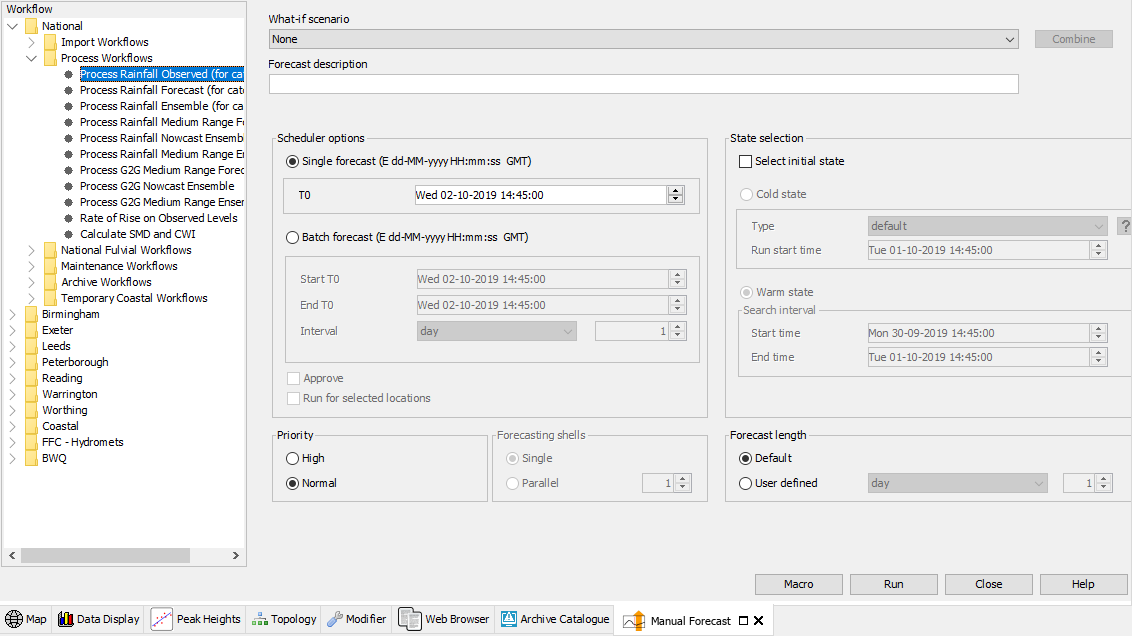 Workflow
National
Import Workflows
Process Workflows
Process Rainfall Observed (for cat
Process Rainfall Forecast (for cat
Process Rainfall Ensemble (for ca
Process Rainfall Medium Range F
Process Rainfall Nowcast Ensemb
Process Rainfall Medium Range E
Process G2G Medium Range Forec
Process G2G Nowcast Ensemble
Process G2G Medium Range Enser
Rate of Rise on Observed Levels
Calculate SMD and CWI
National Fulvial Workflows
Maintenance Workflows
Archive Workflows
Temporary Coastal Workflows
Birmingham
Exeter
Leeds
Peterborough
Reading
Warrington
Worthing
Coastal
FFC - Hydromets
BWQ
What-if scenario
None
Combine
Forecast description
Scheduler options
Single forecast (E dd-MM-yyyy HH:mm:ss GMT)
T0 Wed 02-10-2019 14:45:00
Batch forecast (E dd-MM-yyyy HH:mm:ss GMT)
Start T0 Wed 02-10-2019 14:45:00
End T0 Wed 02-10-2019 14:45:00
Interval day 1
Approve
Run for selected locations
State selection
Select initial state
Cold state
Type default ?
Run start time Tue 01-10-2019 14:45:00
Warm state
Search interval
Start time Mon 30-09-2019 14:45:00
End time Tue 01-10-2019 14:45:00
Priority
High
Normal
Forecasting shells
Single
Parallel 1
Forecast length
Default
User defined day 1
Macro Run Close Help
Map Data Display Peak Heights Topology Modifier Web Browser Archive Catalogue Manual Forecast